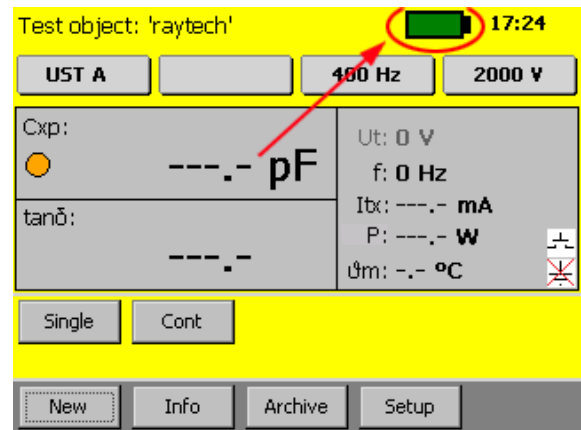 Test object: 'raytech' 17:24
UST A 400 Hz 2000 V
Cxp:
---.- pF
tanδ:
---.-
Ut: 0 V
f: 0 Hz
Itx: ---.- mA
P: ---.- W
ϑm: -.- ºC
Single Cont
New Info Archive Setup